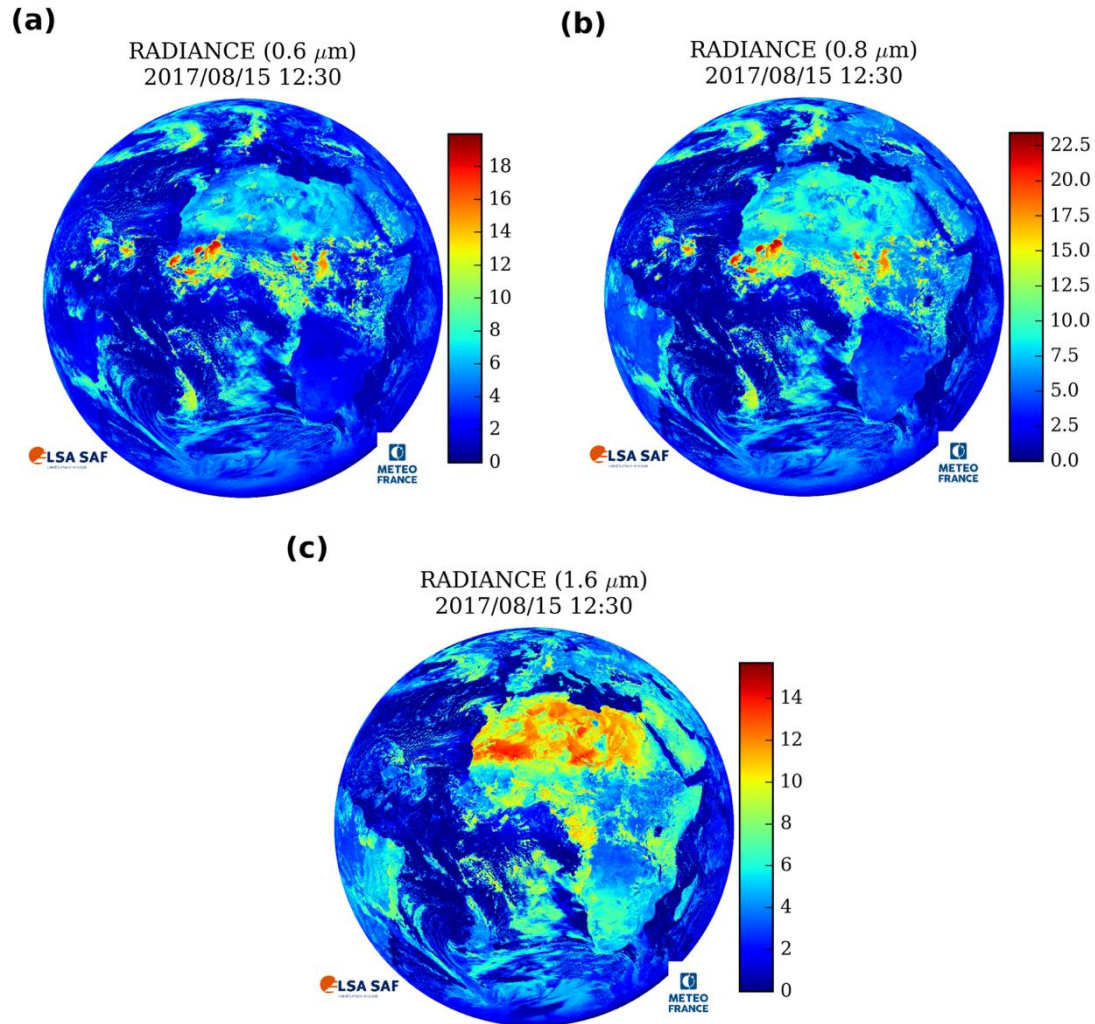 (a)
RADIANCE (0.6 μm)
2017/08/15 12:30
18
16
14
12
10
8
6
4
2
0
LSA SAF
METEO
FRANCE
(b)
RADIANCE (0.8 μm)
2017/08/15 12:30
22.5
20.0
17.5
15.0
12.5
10.0
7.5
5.0
2.5
0.0
LSA SAF
METEO
FRANCE
(c)
RADIANCE (1.6 μm)
2017/08/15 12:30
14
12
10
8
6
4
2
0
LSA SAF
METEO
FRANCE